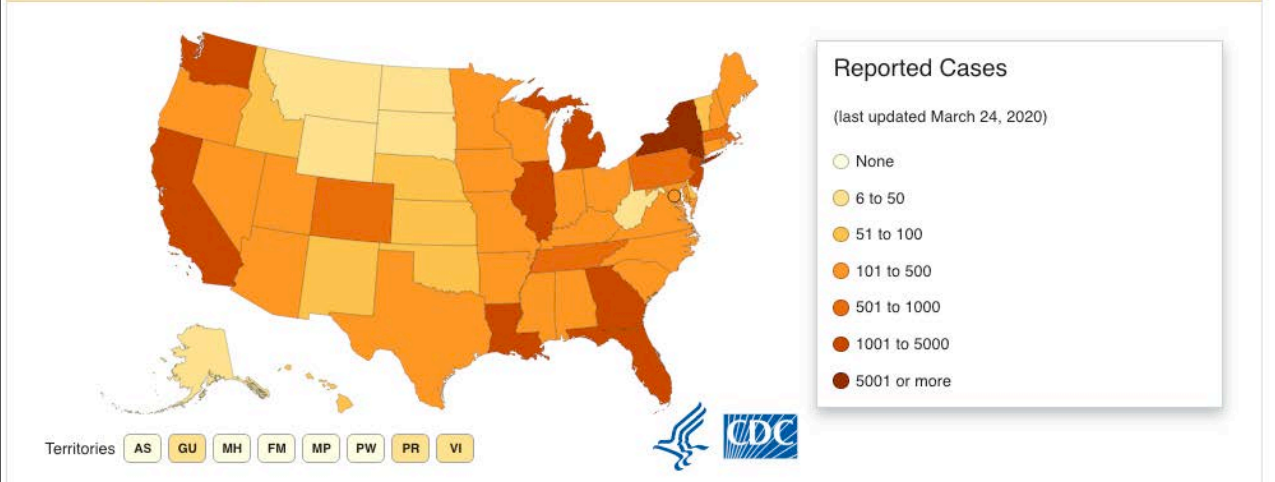 Reported Cases
(last updated March 24, 2020)
None
6 to 50
51 to 100
101 to 500
501 to 1000
1001 to 5000
5001 or more
Territories AS GU MH FM MP PW PR VI
CDC